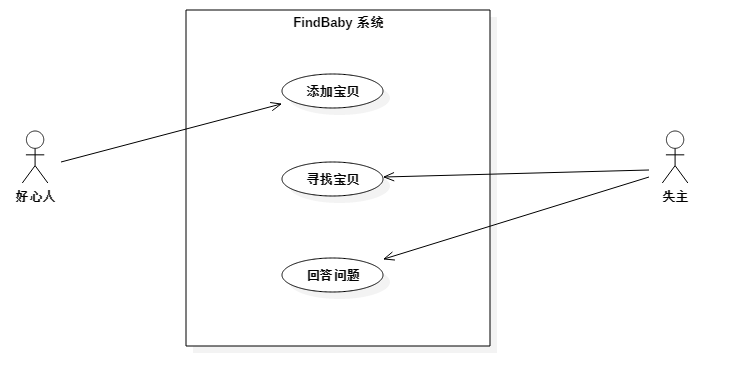 FindBaby 系统
添加宝贝
好心人
寻找宝贝
失主
回答问题